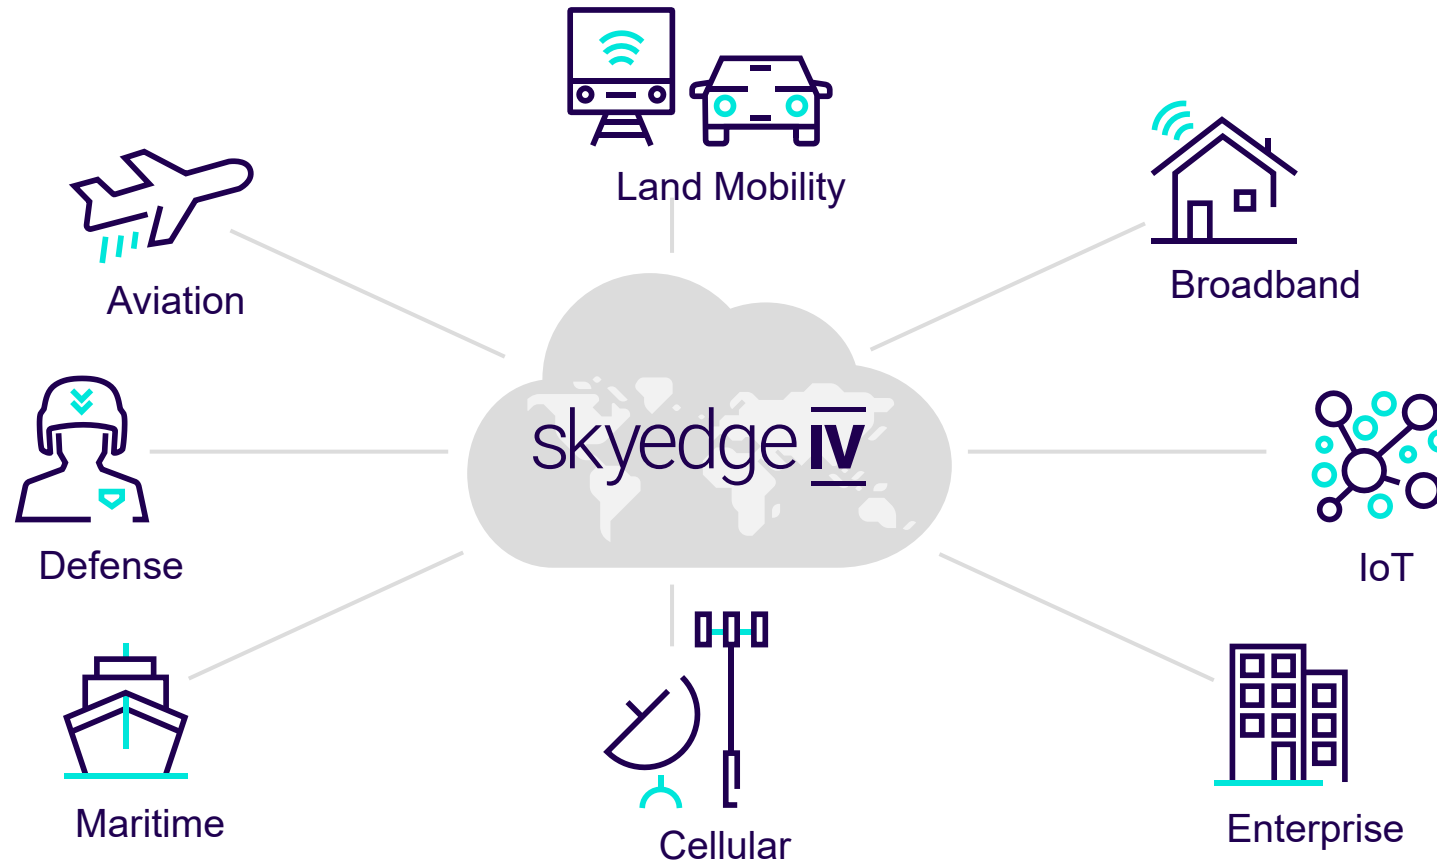 Land Mobility
Aviation
Broadband
skyedge IV
Defense
IoT
Maritime
Cellular
Enterprise